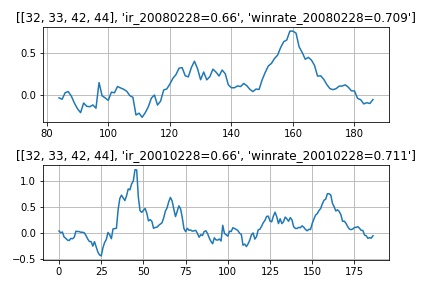 [[32, 33, 42, 44], 'ir_20080228=0.66', 'winrate_20080228=0.709']
0.5
0.0
80 100 120 140 160 180
[[32, 33, 42, 44], 'ir_20010228=0.66', 'winrate_20010228=0.711']
1.0
0.5
0.0
−0.5
0 25 50 75 100 125 150 175